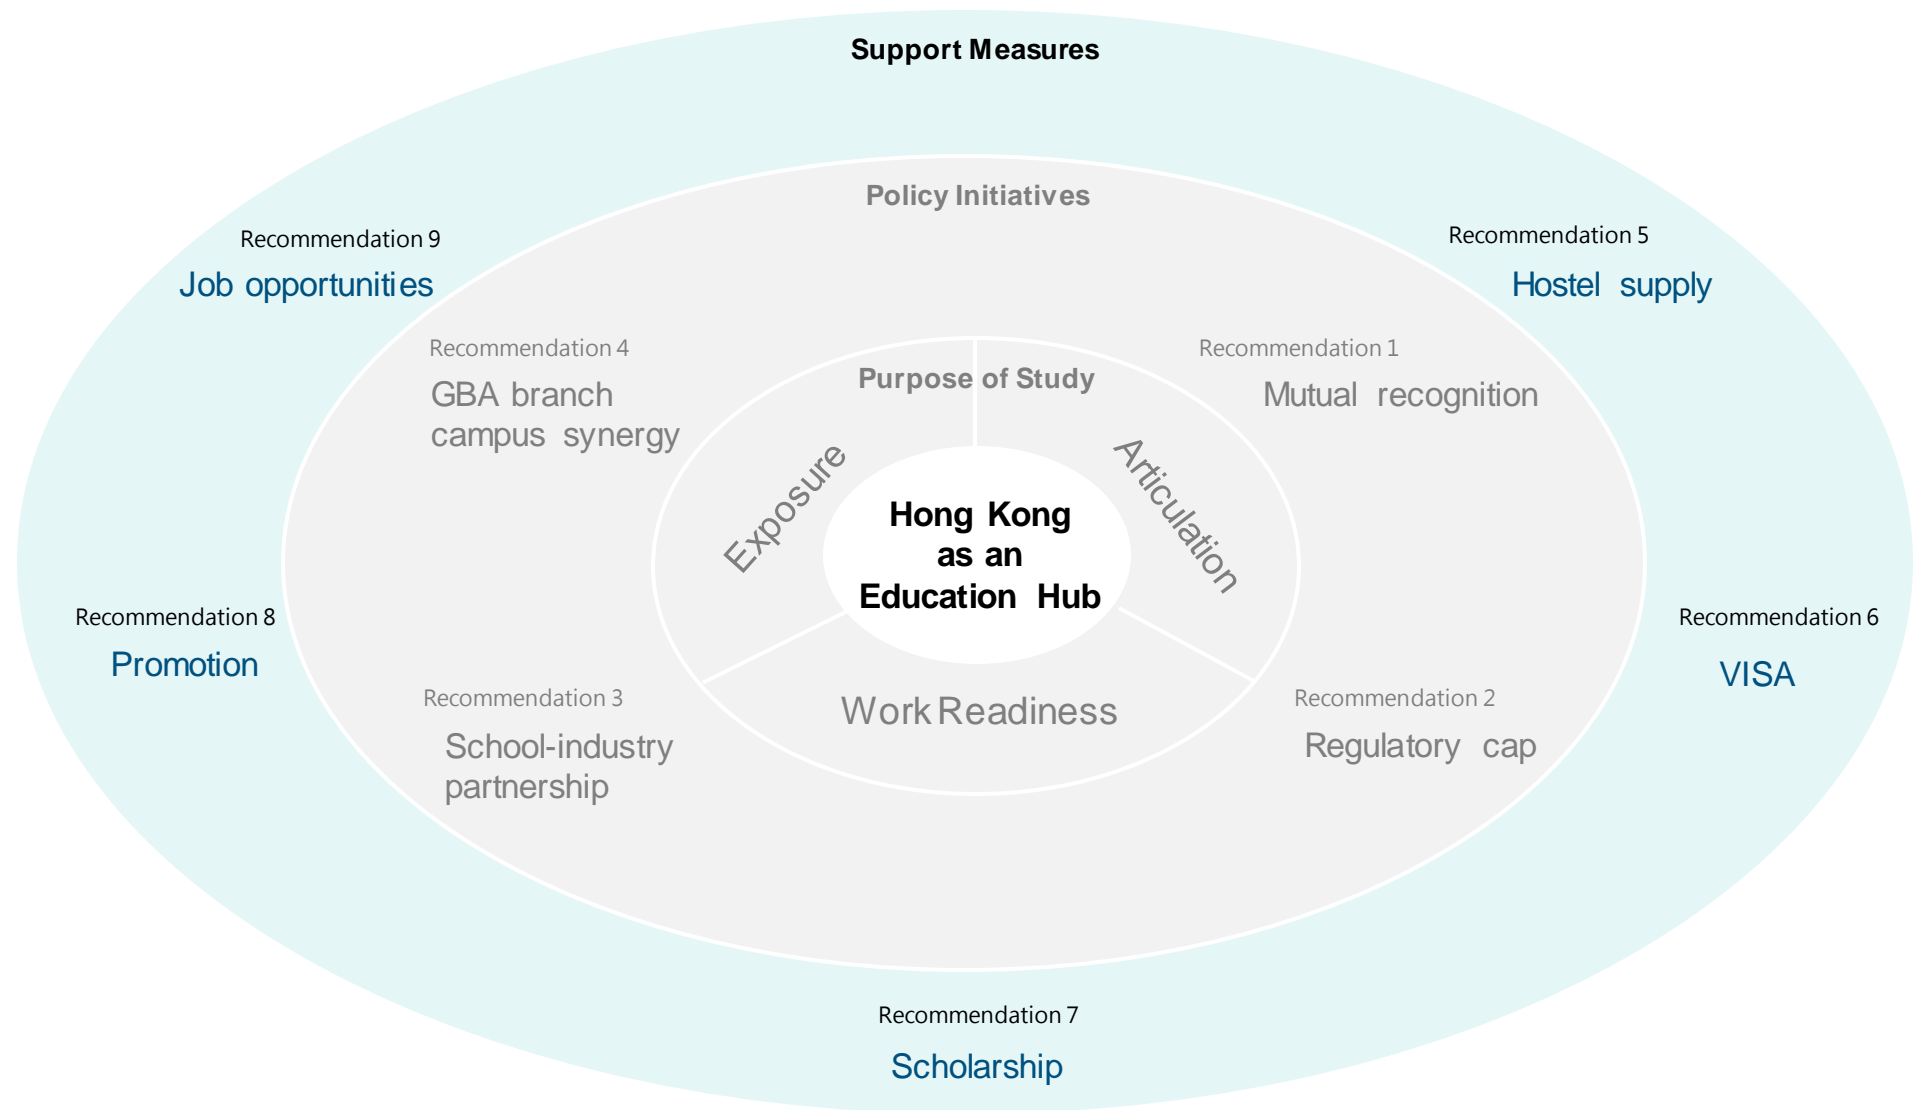 Support Measures
Policy Initiatives
Recommendation 9
Job opportunities
Recommendation 5
Hostel supply
Recommendation 4
GBA branch
campus synergy
Recommendation 1
Mutual recognition
Purpose of Study
Exposure
Articulation
Hong Kong
as an
Education Hub
Recommendation 8
Promotion
Recommendation 6
VISA
Recommendation 3
School-industry
partnership
Work Readiness
Recommendation 2
Regulatory cap
Recommendation 7
Scholarship